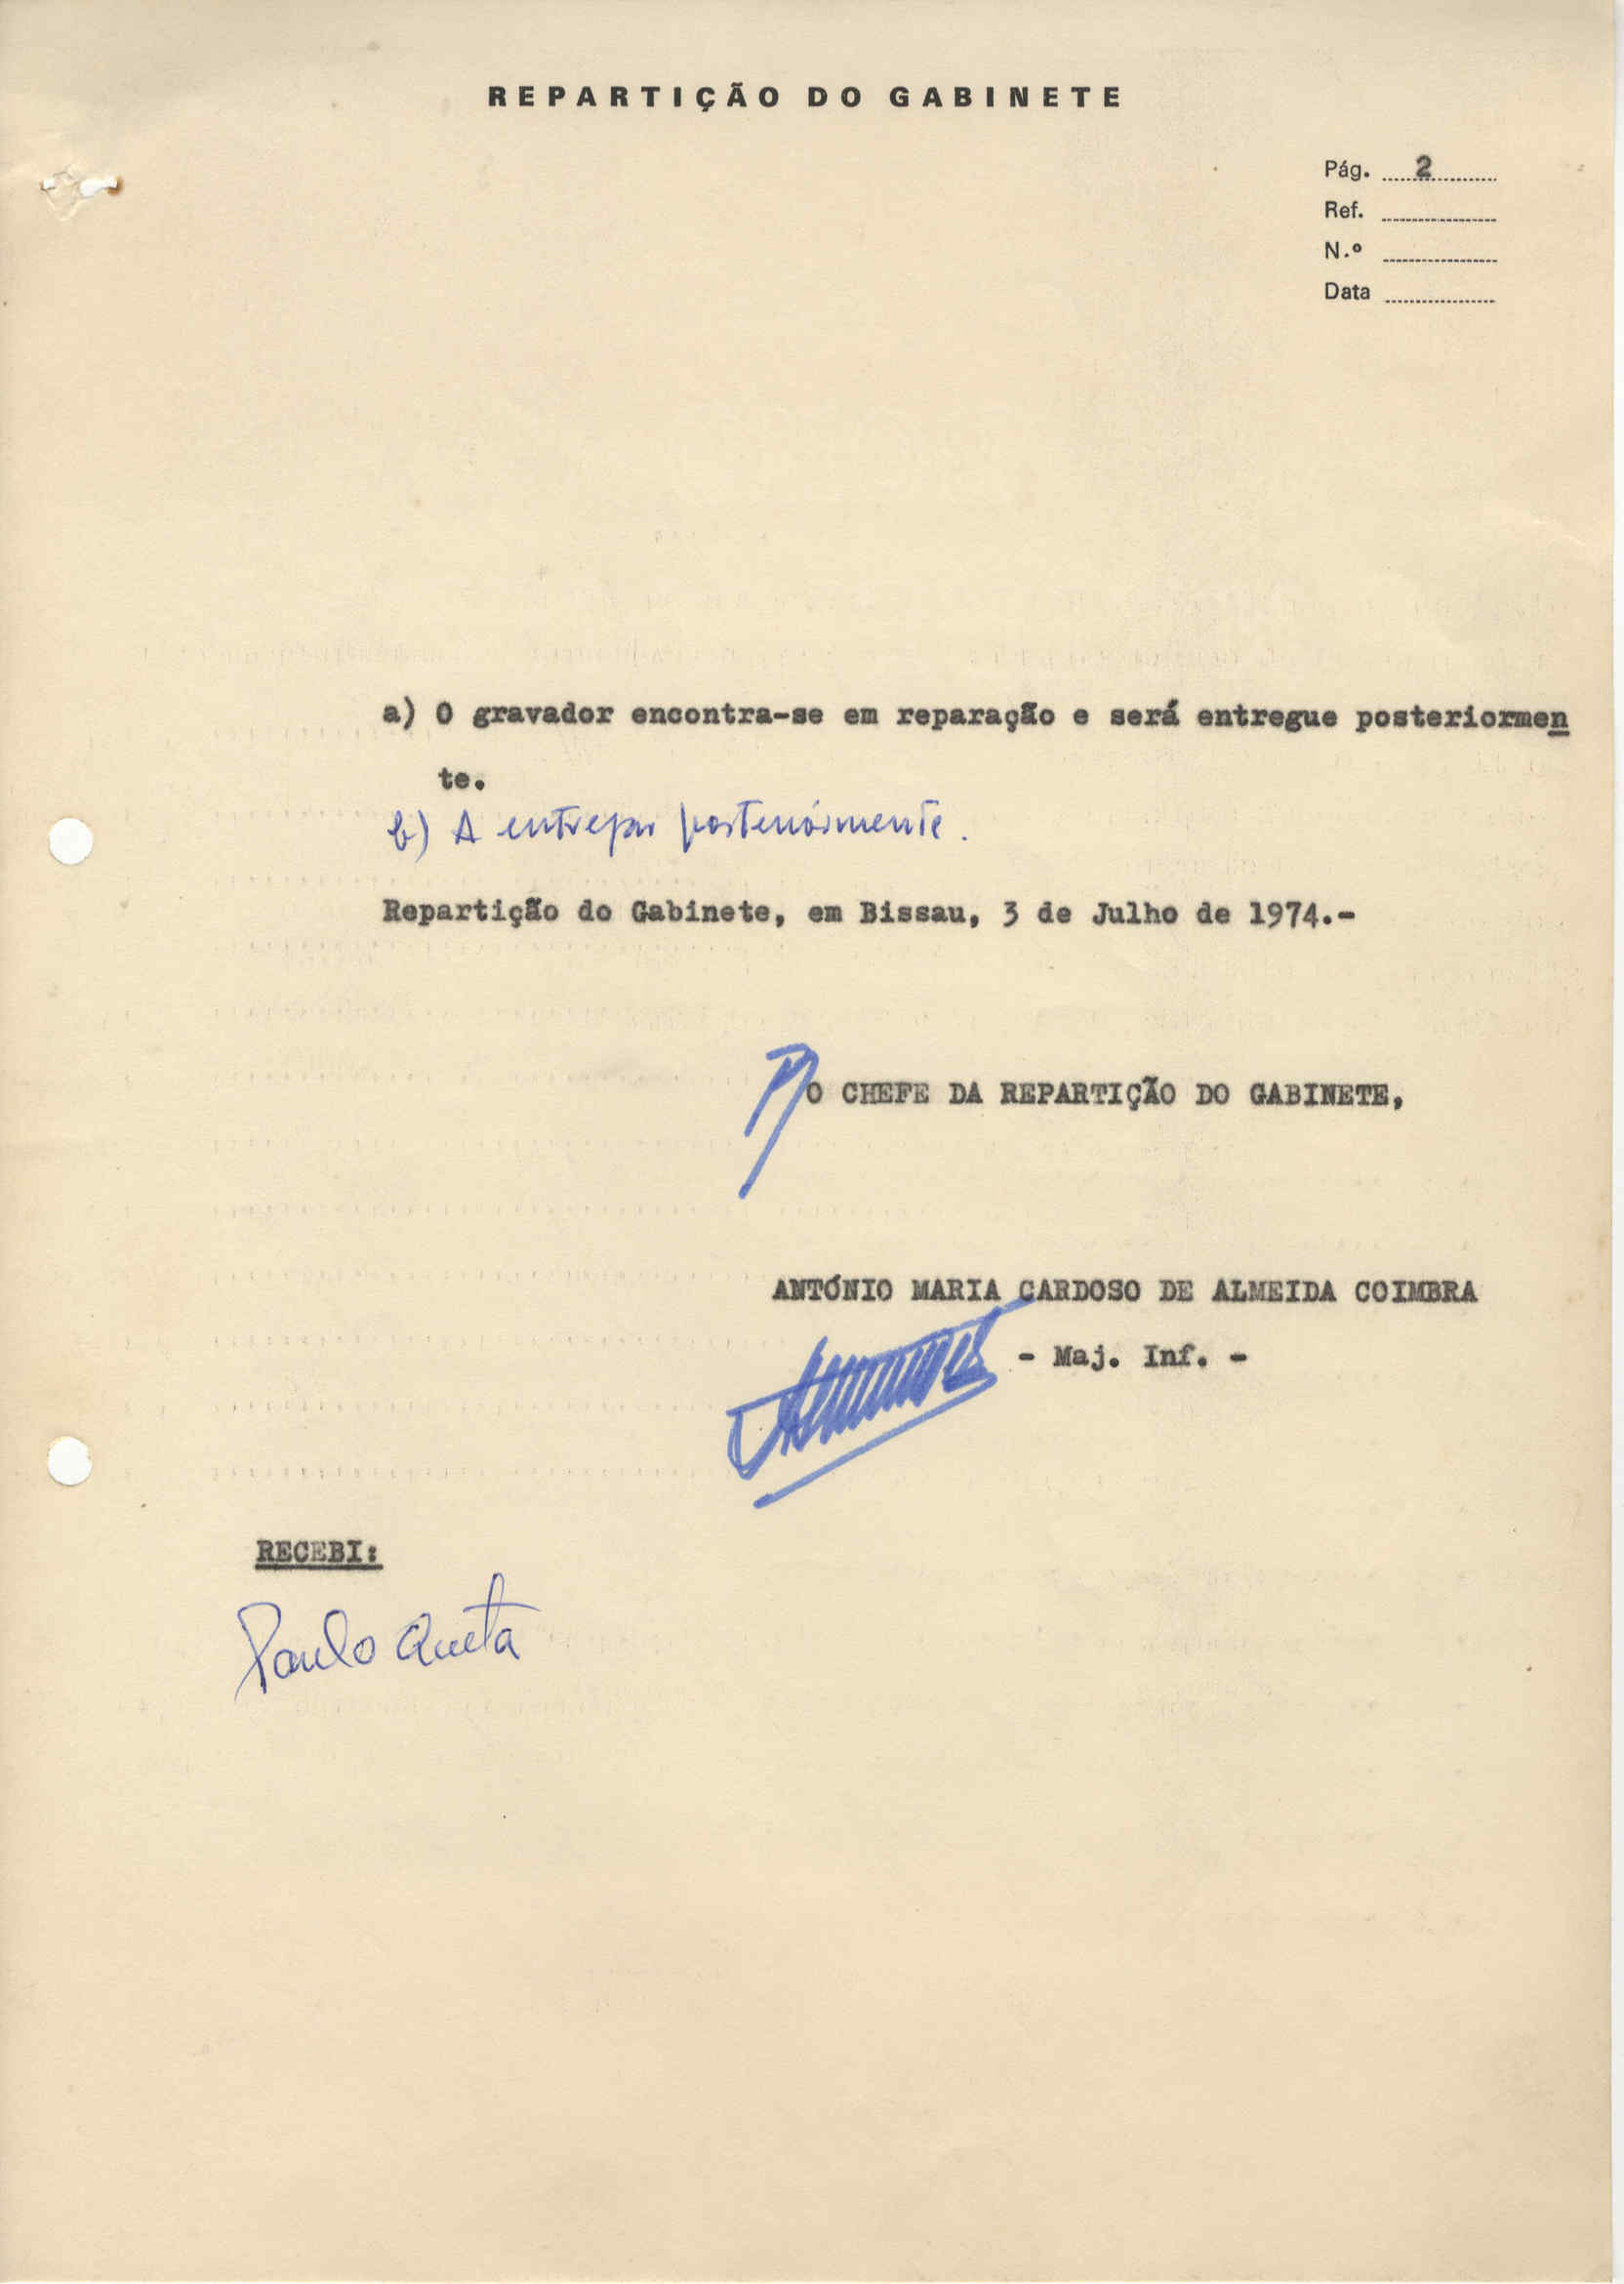 REPARTIÇÃO DO GABINETE
Pág. 2
Ref.
N.º
Data
a) O gravador encontra-se em reparação e será entregue posteriormen
te.
b) A entregar posteriormente.
Repartição do Gabinete, em Bissau, 3 de Julho de 1974.-
P/ O CHEFE DA REPARTIÇÃO DO GABINETE,
ANTÓNIO MARIA CARDOSO DE ALMEIDA COIMBRA
- Maj. Inf. -
RECEBI:
Paulo